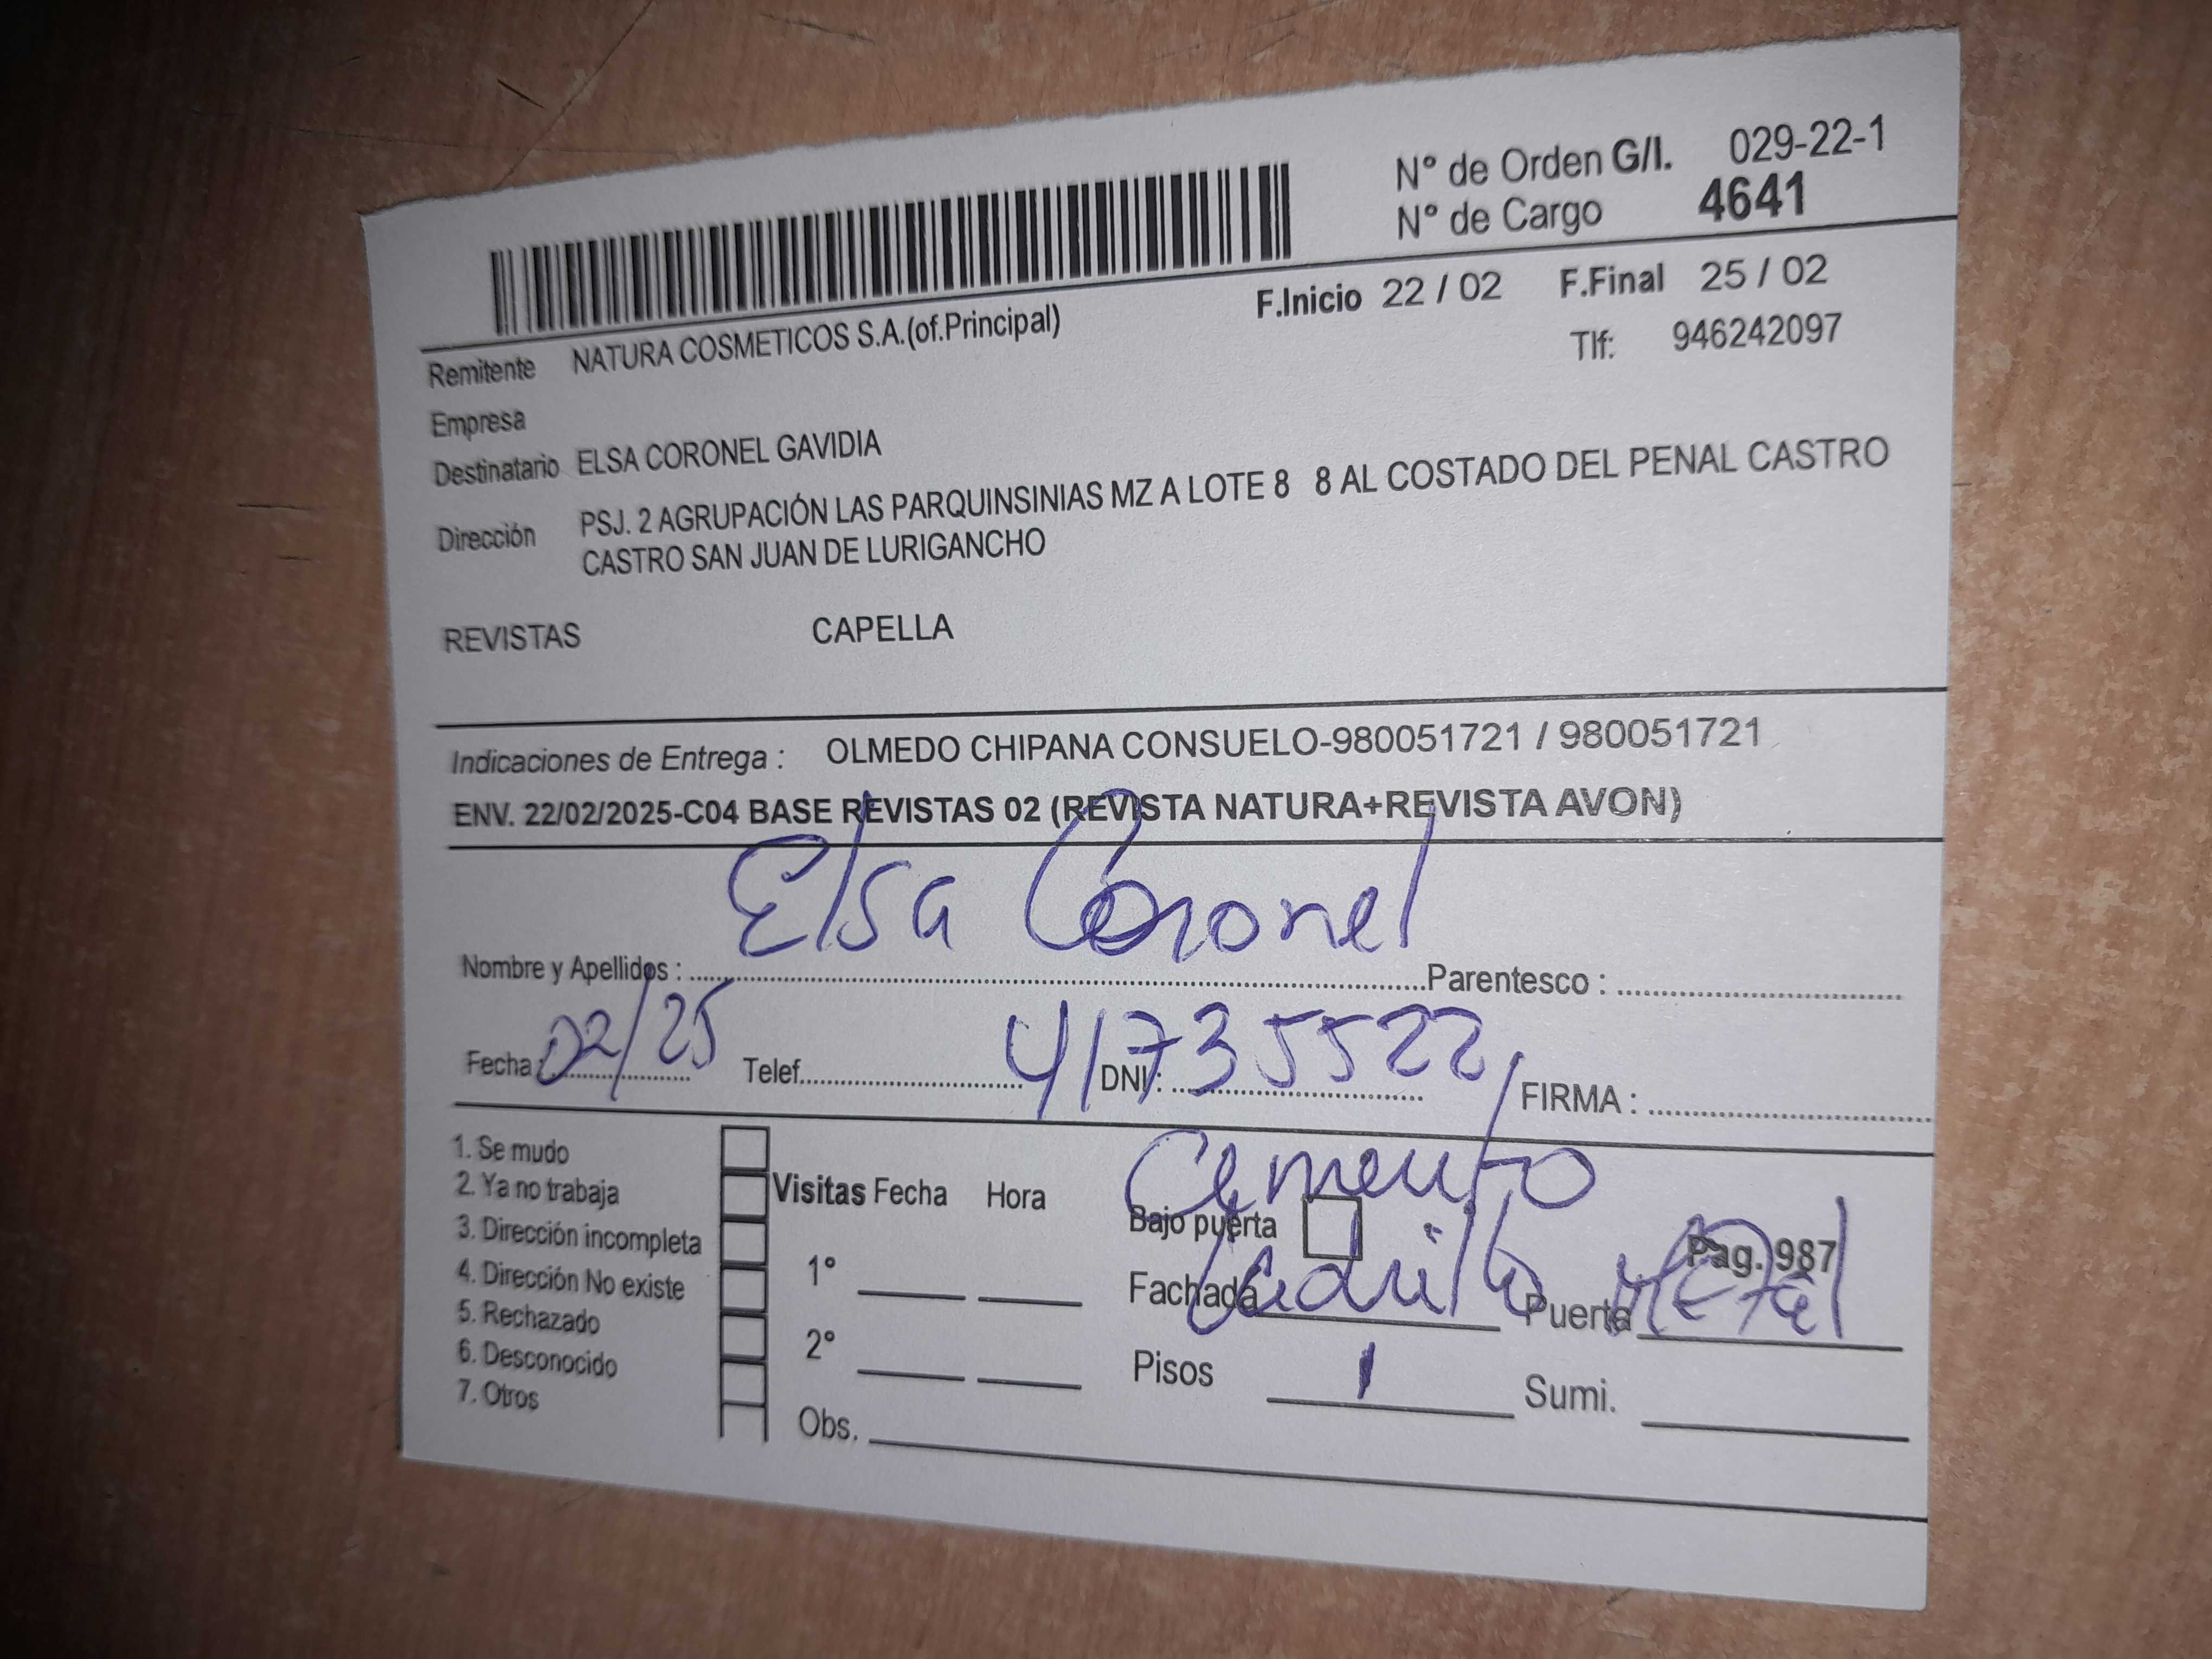 N° de Orden G/I. 029-22-1
N° de Cargo 4641
F.Inicio 22 / 02 F.Final 25 / 02
Remitente NATURA COSMETICOS S.A.(of.Principal) Tlf: 946242097
Empresa
Destinatario ELSA CORONEL GAVIDIA
Dirección PSJ. 2 AGRUPACIÓN LAS PARQUINSINIAS MZ A LOTE 8 8 AL COSTADO DEL PENAL CASTRO
CASTRO SAN JUAN DE LURIGANCHO
REVISTAS CAPELLA
Indicaciones de Entrega : OLMEDO CHIPANA CONSUELO-980051721 / 980051721
ENV. 22/02/2025-C04 BASE REVISTAS 02 (REVISTA NATURA+REVISTA AVON)
Nombre y Apellidos : Elsa Coronel Parentesco :
Fecha : 02/25 Telef. DNI : 41735522 FIRMA :
1. Se mudo
2. Ya no trabaja
3. Dirección incompleta
4. Dirección No existe
5. Rechazado
6. Desconocido
7. Otros
Visitas Fecha Hora
1°
2°
Obs.
Cemento
Bajo puerta Pag. 987
Fachada Ladrillo Puerta Metal
Pisos 1 Sumi.